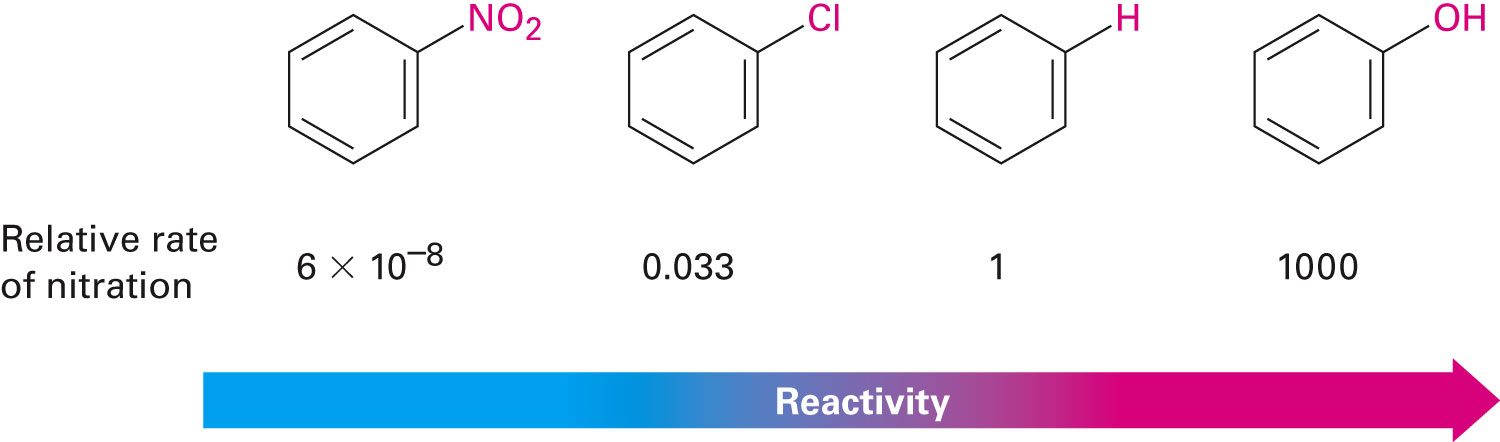 NO₂
Cl
H
OH
Relative rate
of nitration
6 × 10⁻⁸
0.033
1
1000
Reactivity